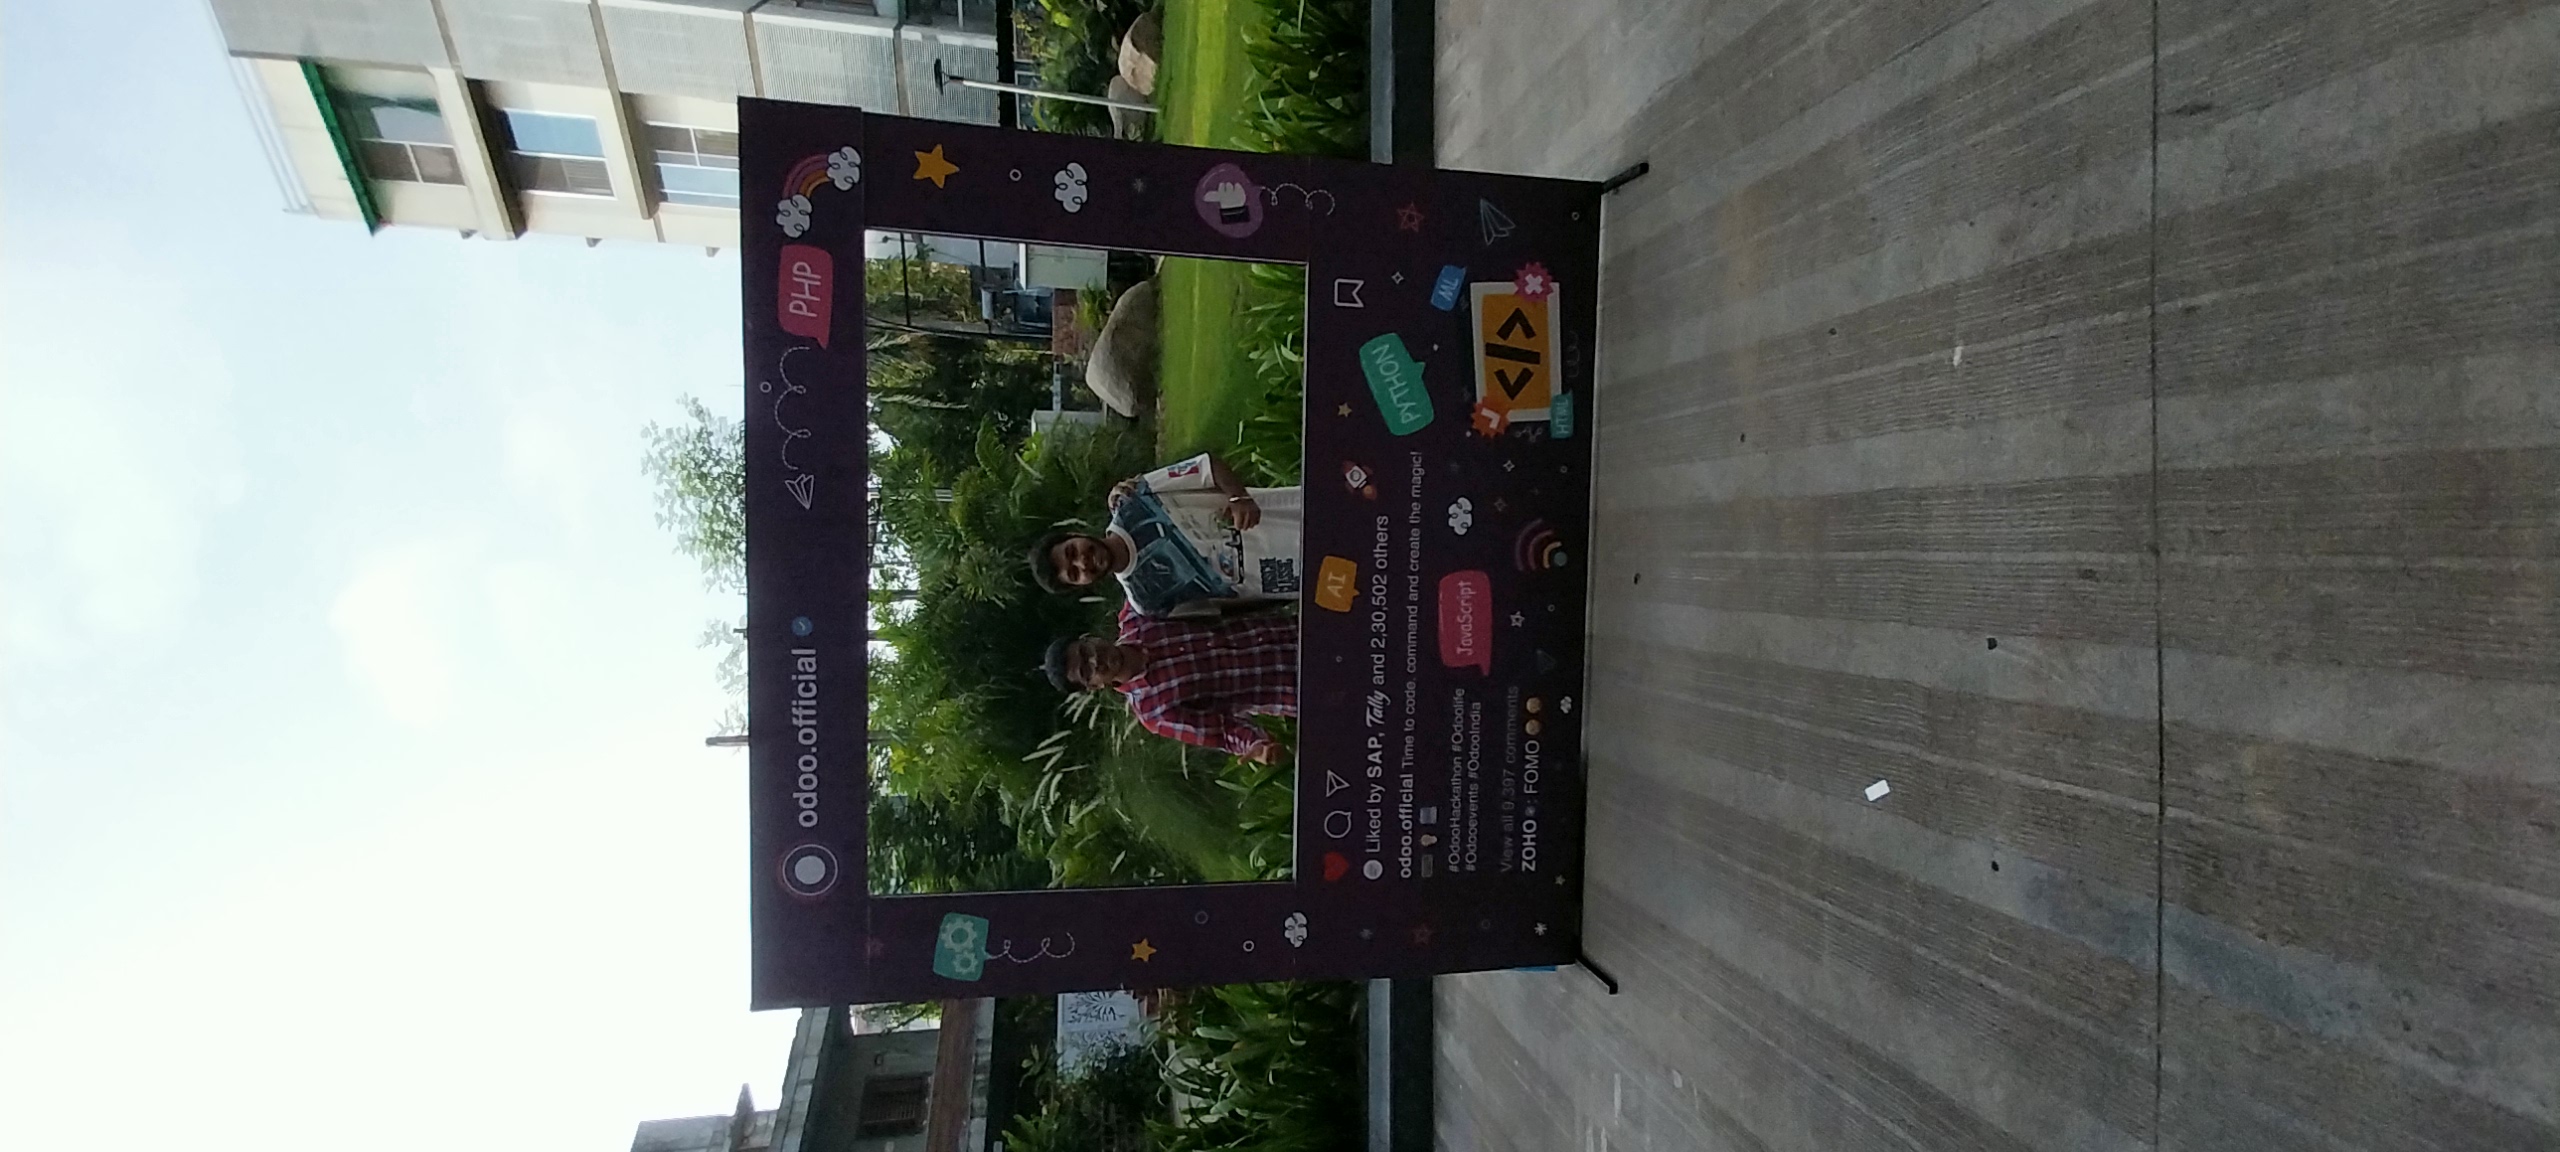 odoo.official
PHP
AI
Liked by SAP, Tally and 2,30,502 others
PYTHON
odoo.official Time to code, command and create the magic!
ML
#OdooHackathon #Odoolife
#Odooevents #OdooIndia
JavaScript
</>
View all 9,397 comments
ZOHO : FOMO
HTML
CLASSIC